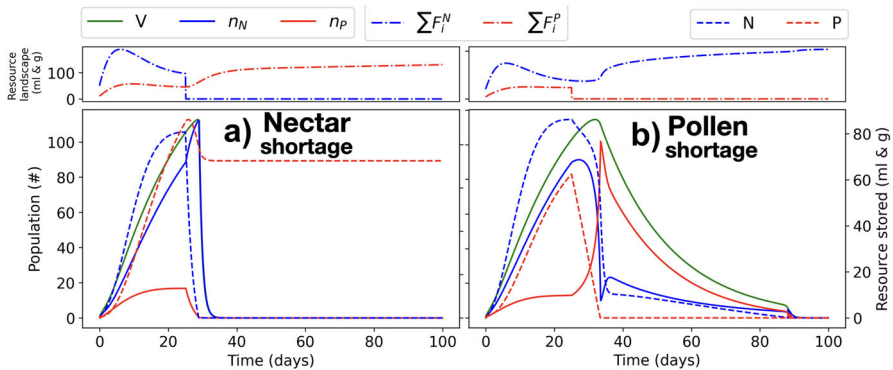 V n_N n_P ∑F_i^N ∑F_i^P N P
Resource
landscape
(ml & g)
100
0
a) Nectar
shortage
b) Pollen
shortage
Population (#)
100
80
60
40
20
0
80
60
40
20
0
Resource stored (ml & g)
0 20 40 60 80 100
0 20 40 60 80 100
Time (days)
Time (days)